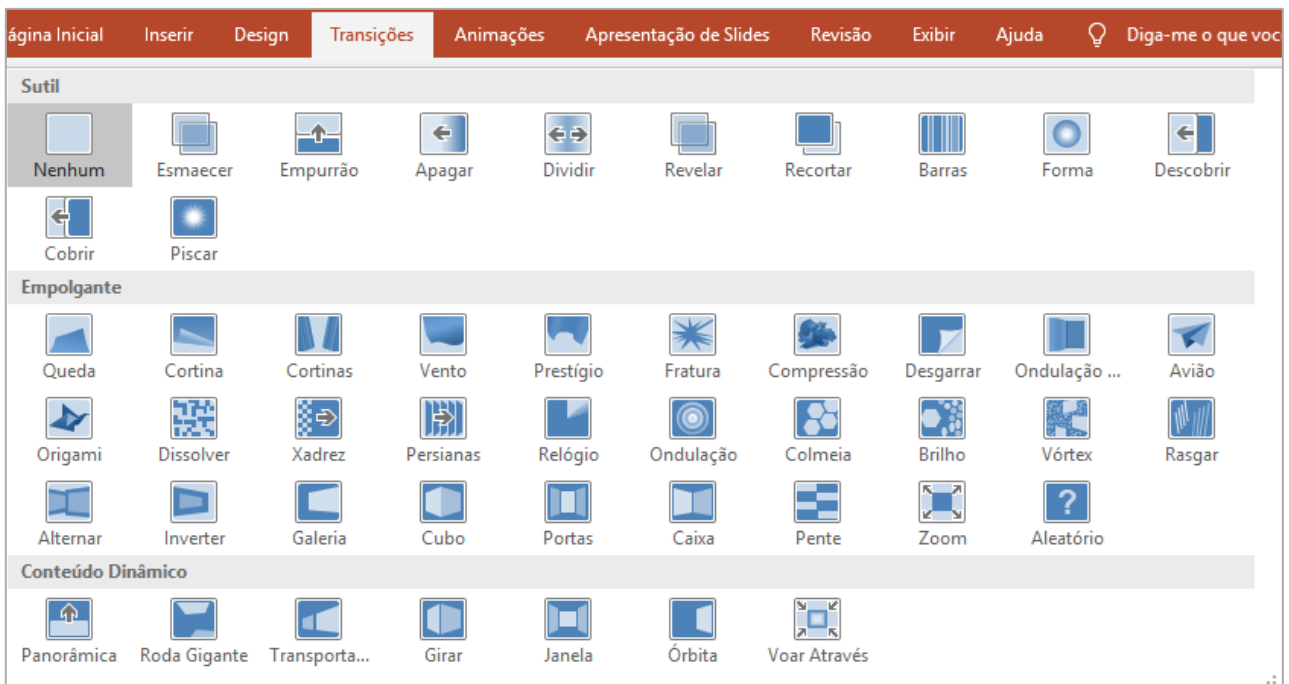 ágina Inicial Inserir Design Transições Animações Apresentação de Slides Revisão Exibir Ajuda Diga-me o que voc
Sutil
Nenhum Esmaecer Empurrão Apagar Dividir Revelar Recortar Barras Forma Descobrir
Cobrir Piscar
Empolgante
Queda Cortina Cortinas Vento Prestígio Fratura Compressão Desgarrar Ondulação ... Avião
Origami Dissolver Xadrez Persianas Relógio Ondulação Colmeia Brilho Vórtex Rasgar
Alternar Inverter Galeria Cubo Portas Caixa Pente Zoom Aleatório
Conteúdo Dinâmico
Panorâmica Roda Gigante Transporta... Girar Janela Órbita Voar Através